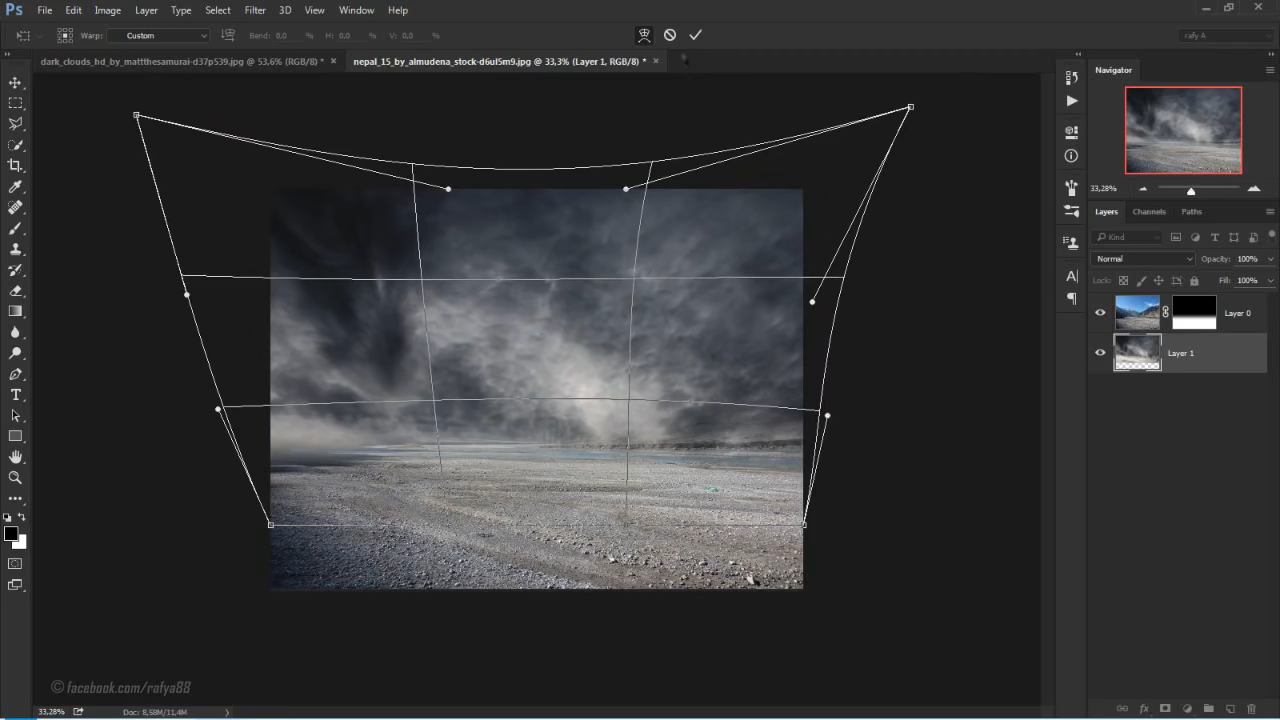 Ps File Edit Image Layer Type Select Filter 3D View Window Help
Warp: Custom Bend: 0,0 % H: 0,0 % V: 0,0 % rafy A
dark_clouds_hd_by_mattthesamurai-d37p539.jpg @ 53,6% (RGB/8) * × nepal_15_by_almudena_stock-d6ul5m9.jpg @ 33,3% (Layer 1, RGB/8) * ×
Navigator
33,28%
Layers Channels Paths
Kind
Normal Opacity: 100%
Lock: Fill: 100%
Layer 0
Layer 1
© facebook.com/rafya88
33,28% Doc: 8,58M/11,4M